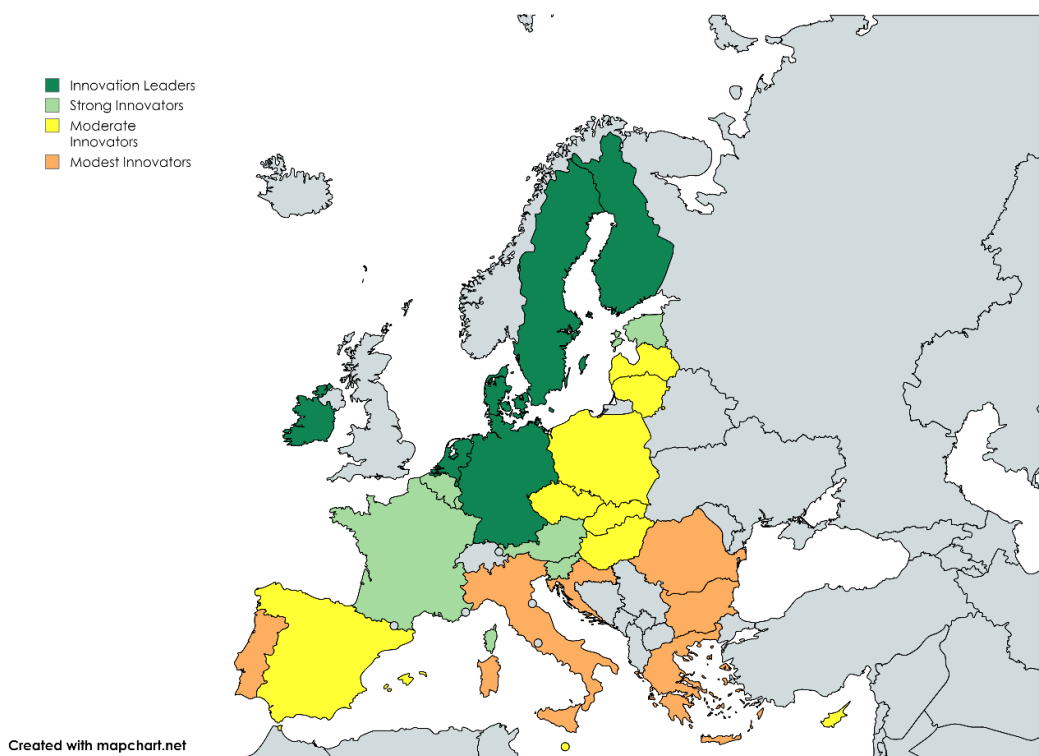 Innovation Leaders
Strong Innovators
Moderate
Innovators
Modest Innovators
Created with mapchart.net